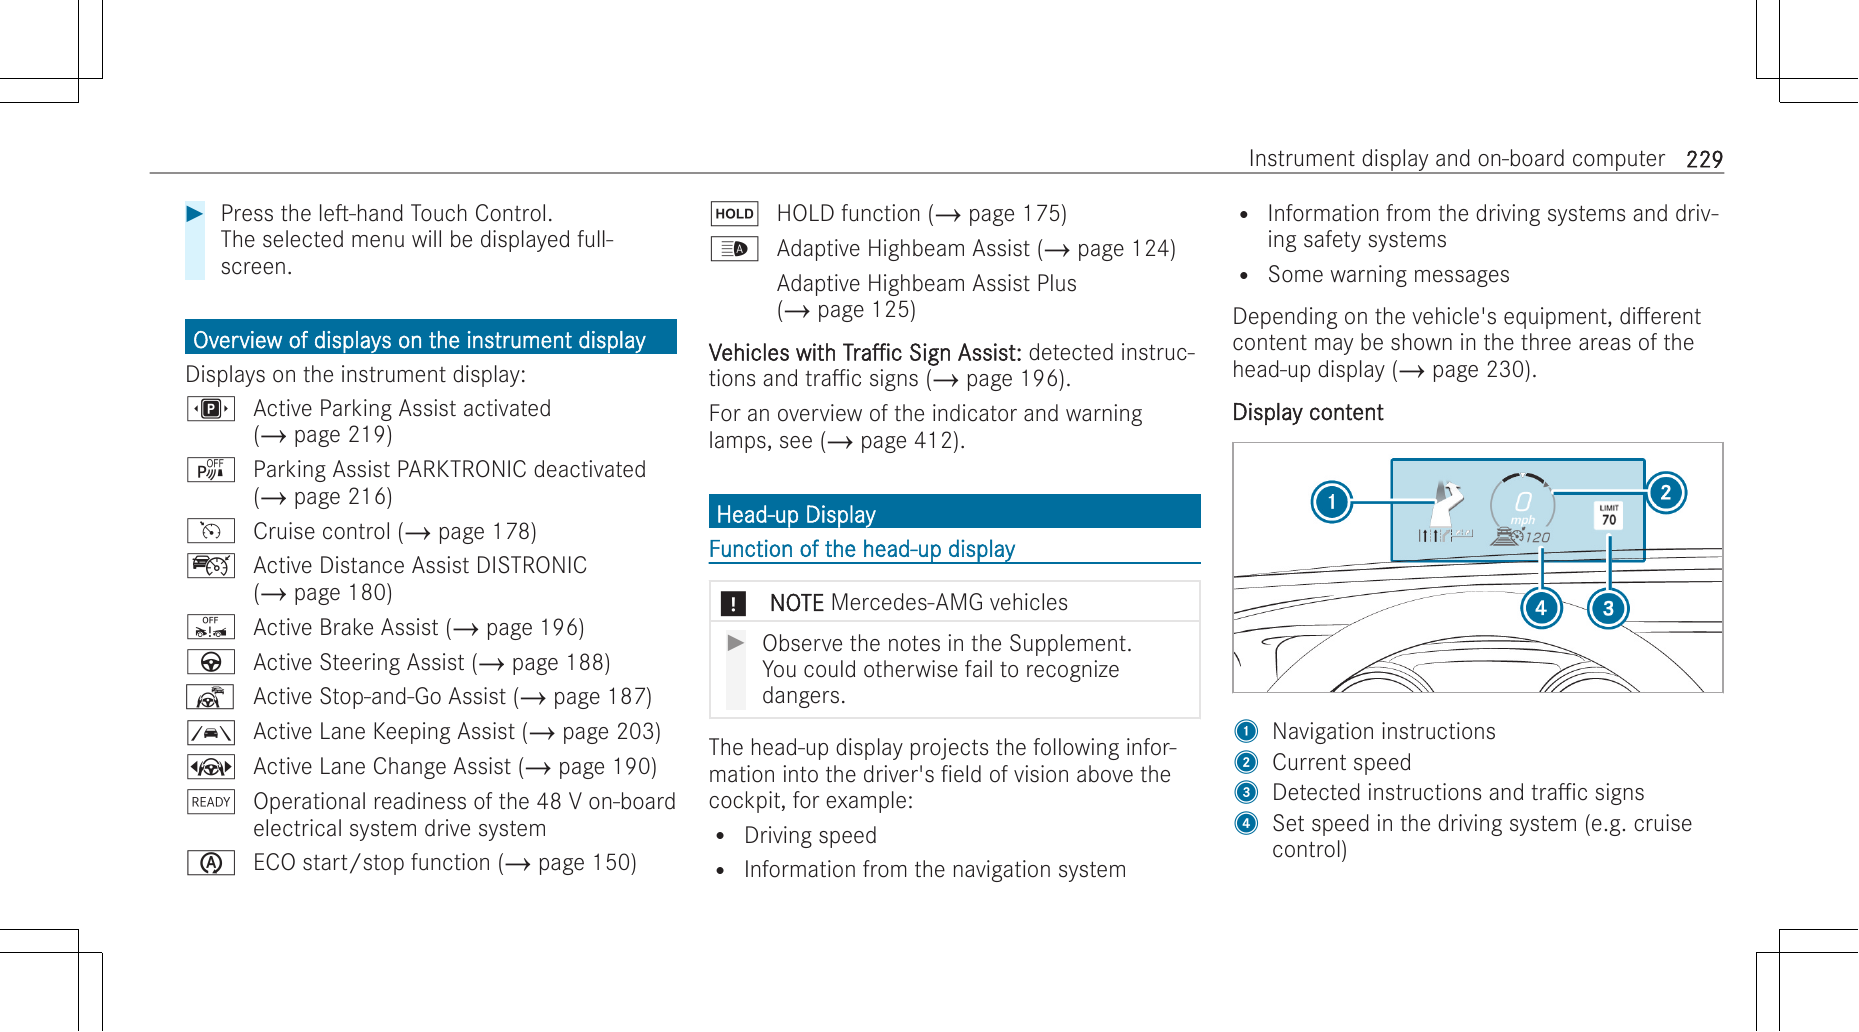 Instrument display and on-board computer 229
Press the left-hand Touch Control.
The selected menu will be displayed full-
screen.
Overview of displays on the instrument display
Displays on the instrument display:
P Active Parking Assist activated
(→ page 219)
OFF P Parking Assist PARKTRONIC deactivated
(→ page 216)
Cruise control (→ page 178)
Active Distance Assist DISTRONIC
(→ page 180)
OFF Active Brake Assist (→ page 196)
Active Steering Assist (→ page 188)
Active Stop-and-Go Assist (→ page 187)
Active Lane Keeping Assist (→ page 203)
Active Lane Change Assist (→ page 190)
READY Operational readiness of the 48 V on-board
electrical system drive system
A ECO start/stop function (→ page 150)
HOLD HOLD function (→ page 175)
A Adaptive Highbeam Assist (→ page 124)
Adaptive Highbeam Assist Plus
(→ page 125)
Vehicles with Traffic Sign Assist: detected instruc-
tions and traffic signs (→ page 196).
For an overview of the indicator and warning
lamps, see (→ page 412).
Head-up Display
Function of the head-up display
! NOTE Mercedes-AMG vehicles
Observe the notes in the Supplement.
You could otherwise fail to recognize
dangers.
The head-up display projects the following infor-
mation into the driver's field of vision above the
cockpit, for example:
• Driving speed
• Information from the navigation system
• Information from the driving systems and driv-
ing safety systems
• Some warning messages
Depending on the vehicle's equipment, different
content may be shown in the three areas of the
head-up display (→ page 230).
Display content
1 2
0
mph
120
LIMIT
70
4 3
1 Navigation instructions
2 Current speed
3 Detected instructions and traffic signs
4 Set speed in the driving system (e.g. cruise
control)